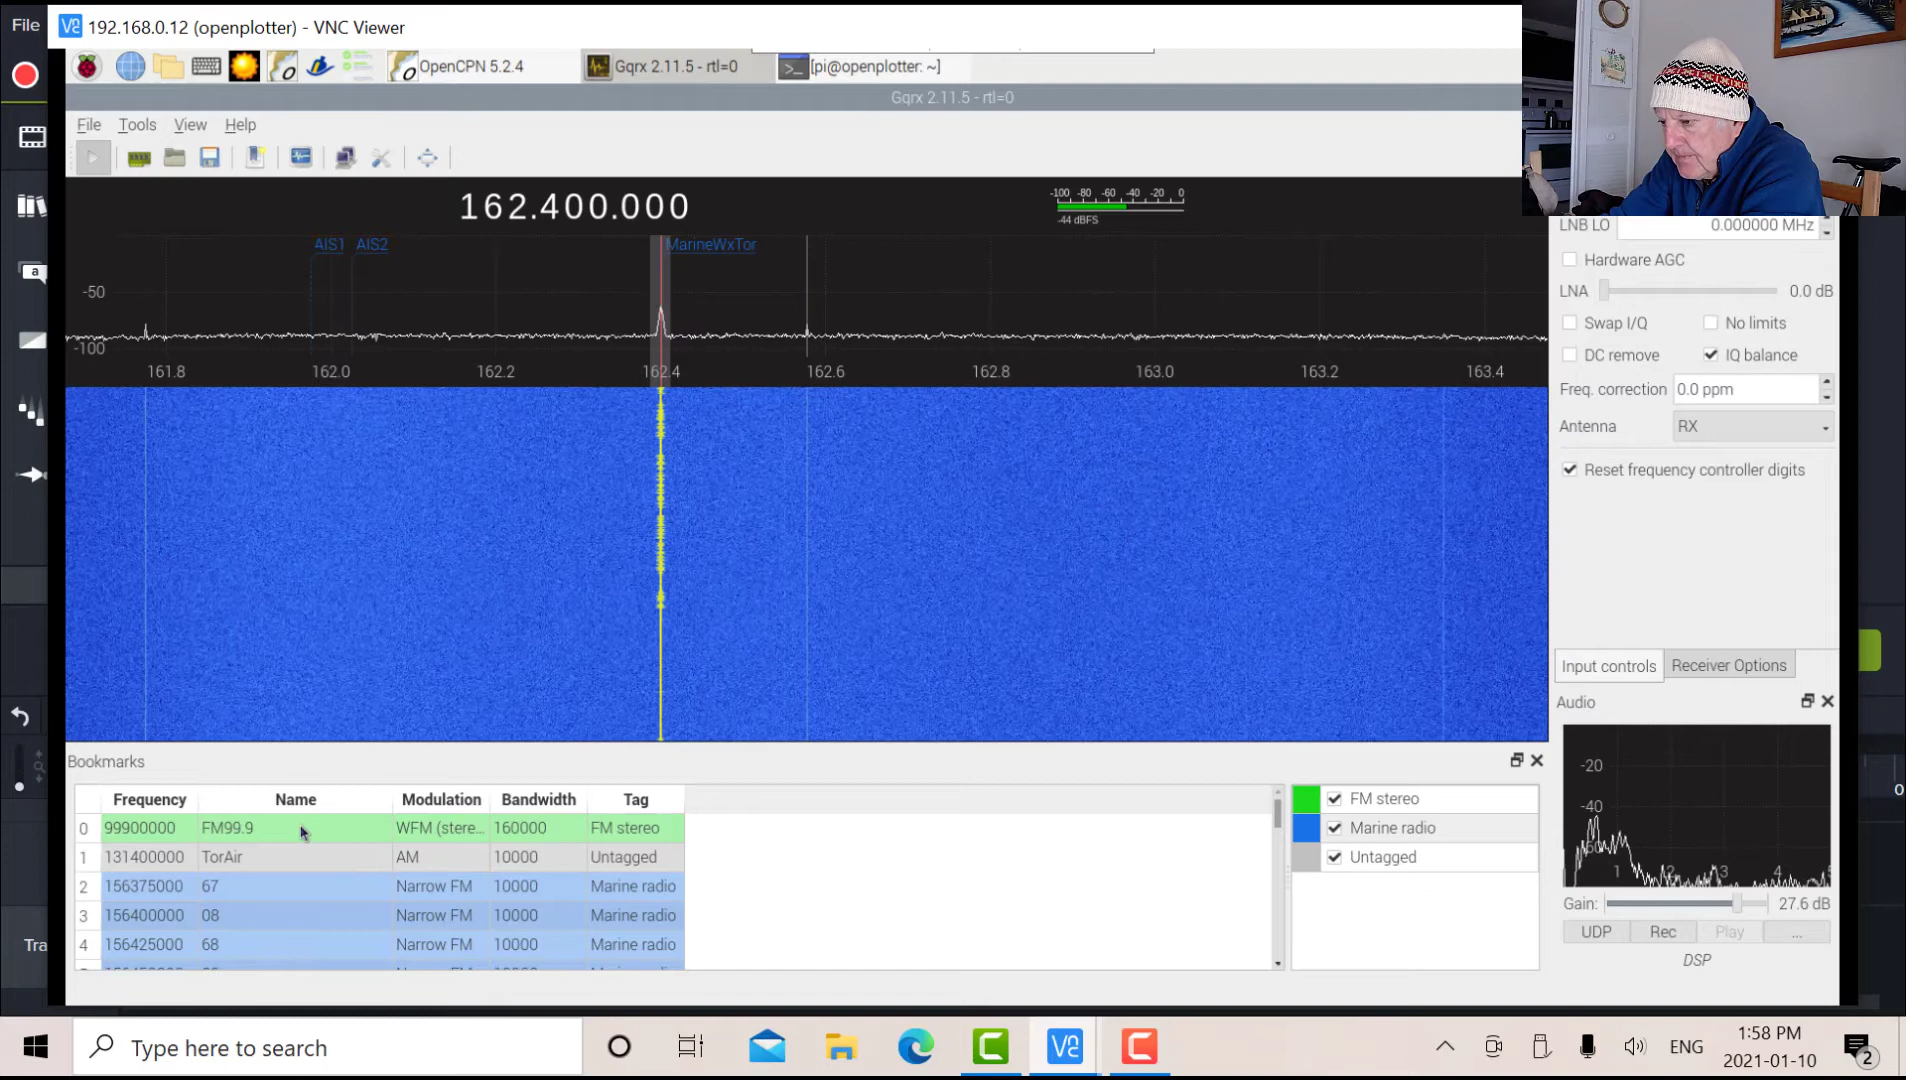 File
192.168.0.12 (openplotter) - VNC Viewer
OpenCPN 5.2.4
Gqrx 2.11.5 - rtl=0
[pi@openplotter: ~]
Gqrx 2.11.5 - rtl=0
File Tools View Help
162.400.000
-100 -80 -60 -40 -20 0
-44 dBFS
AIS1 AIS2 MarineWxTor
-50
-100
161.8 162.0 162.2 162.4 162.6 162.8 163.0 163.2 163.4
LNB LO 0.000000 MHz
Hardware AGC
LNA 0.0 dB
Swap I/Q No limits
DC remove IQ balance
Freq. correction 0.0 ppm
Antenna RX
Reset frequency controller digits
Input controls Receiver Options
Audio
-20
-40
1 2 3 4
Gain: 27.6 dB
UDP Rec Play ...
DSP
Bookmarks
Frequency Name Modulation Bandwidth Tag
0 99900000 FM99.9 WFM (stere... 160000 FM stereo
1 131400000 TorAir AM 10000 Untagged
2 156375000 67 Narrow FM 10000 Marine radio
3 156400000 08 Narrow FM 10000 Marine radio
4 156425000 68 Narrow FM 10000 Marine radio
FM stereo
Marine radio
Untagged
Tra
0
Type here to search
ENG
1:58 PM
2021-01-10
2